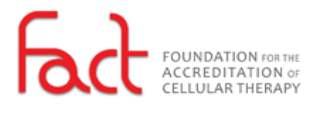 fact
FOUNDATION FOR THE
ACCREDITATION OF
CELLULAR THERAPY